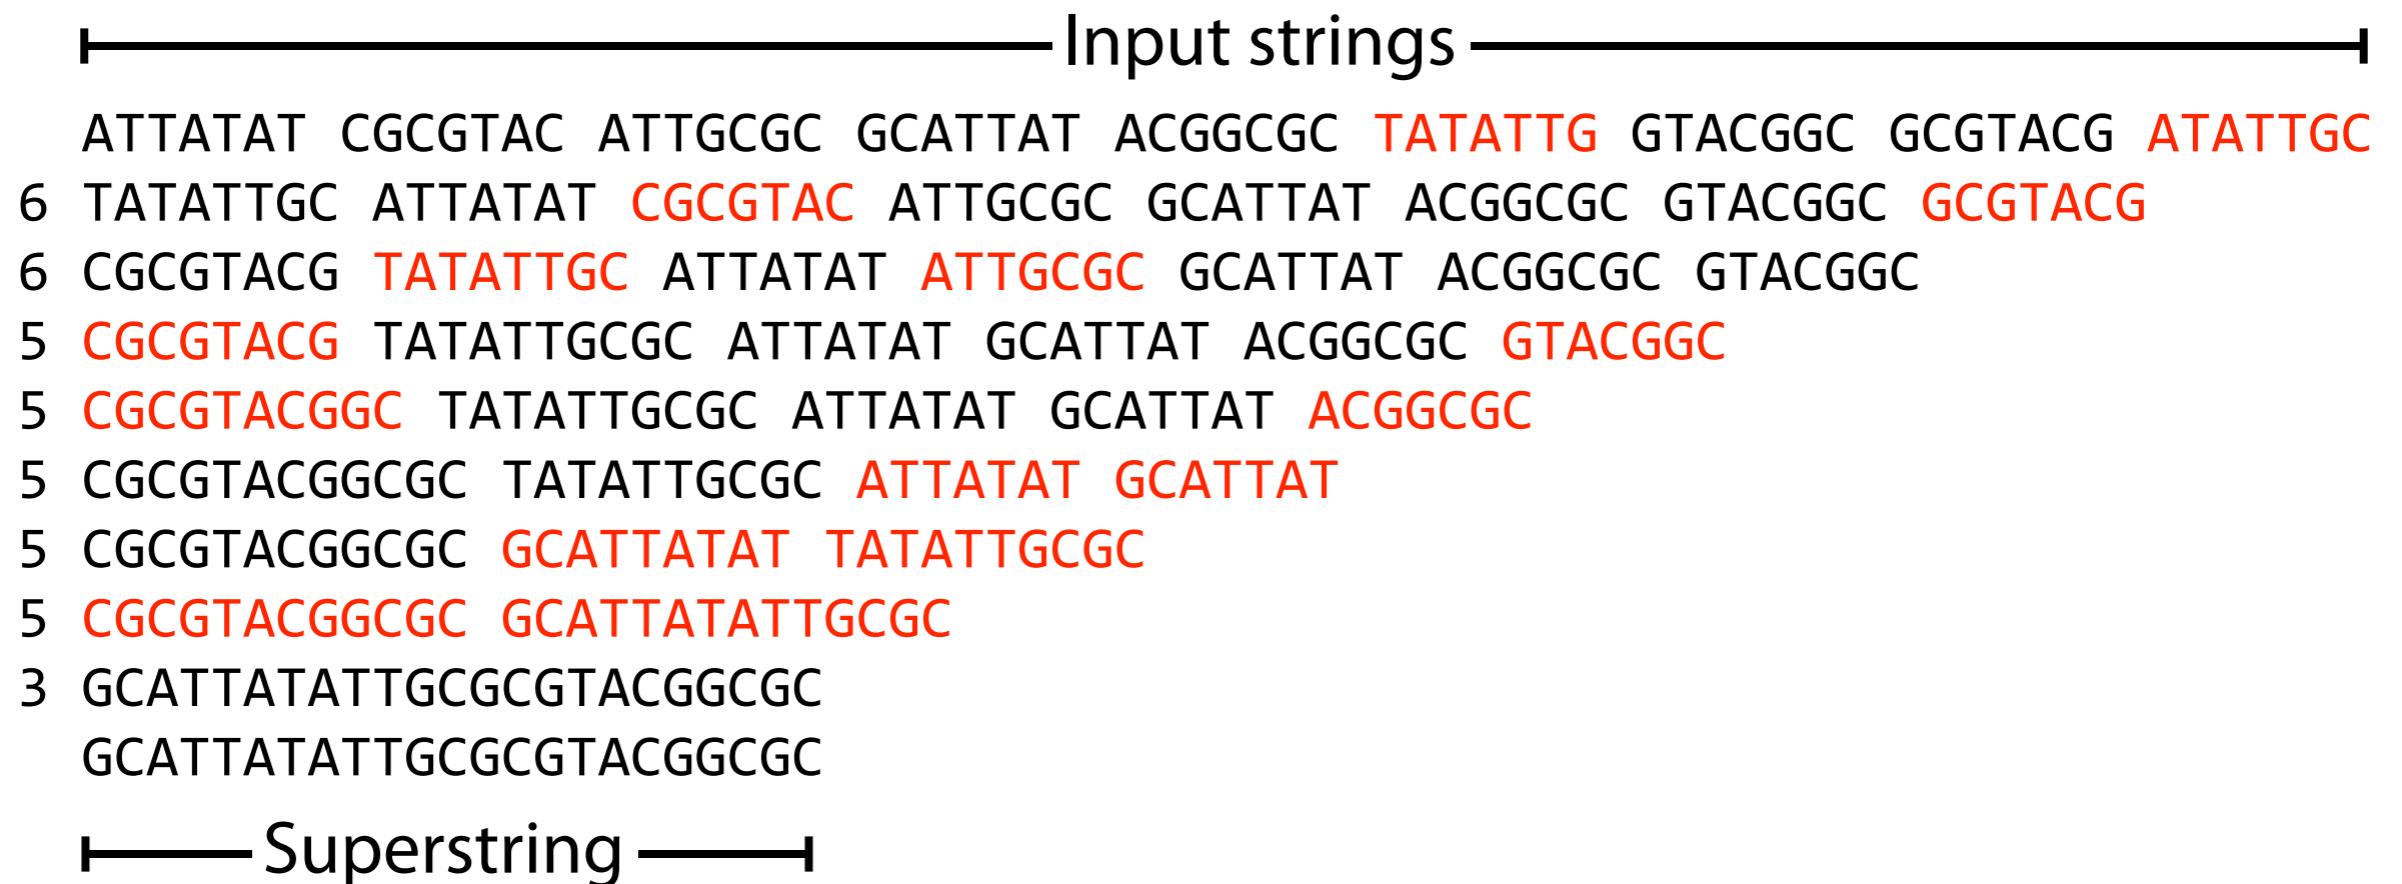 Input strings
ATTATAT CGCGTAC ATTGCGC GCATTAT ACGGCGC TATATTG GTACGGC GCGTACG ATATTGC
6 TATATTGC ATTATAT CGCGTAC ATTGCGC GCATTAT ACGGCGC GTACGGC GCGTACG
6 CGCGTACG TATATTGC ATTATAT ATTGCGC GCATTAT ACGGCGC GTACGGC
5 CGCGTACG TATATTGCGC ATTATAT GCATTAT ACGGCGC GTACGGC
5 CGCGTACGGC TATATTGCGC ATTATAT GCATTAT ACGGCGC
5 CGCGTACGGCGC TATATTGCGC ATTATAT GCATTAT
5 CGCGTACGGCGC GCATTATAT TATATTGCGC
5 CGCGTACGGCGC GCATTATATTGCGC
3 GCATTATATTGCGCGTACGGCGC
GCATTATATTGCGCGTACGGCGC
Superstring